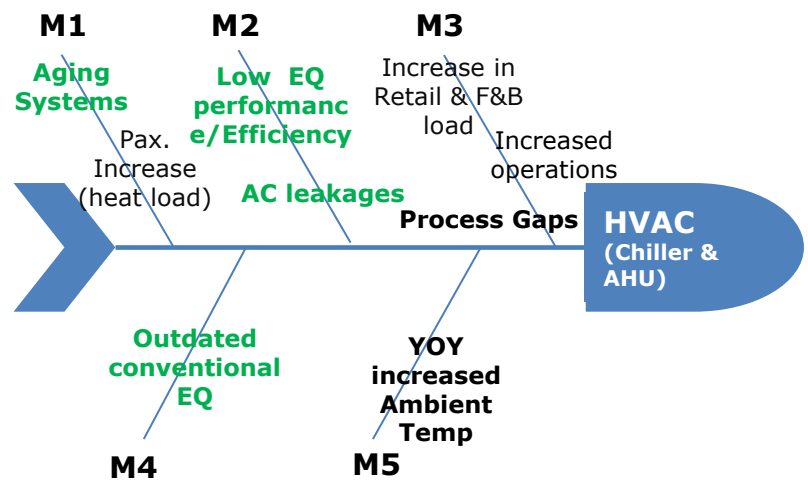 M1
M2
M3
Aging
Systems
Pax.
Increase
(heat load)
Low EQ
performanc
e/Efficiency
AC leakages
Increase in
Retail & F&B
load
Increased
operations
Process Gaps
HVAC
(Chiller &
AHU)
Outdated
conventional
EQ
YOY
increased
Ambient
Temp
M4
M5